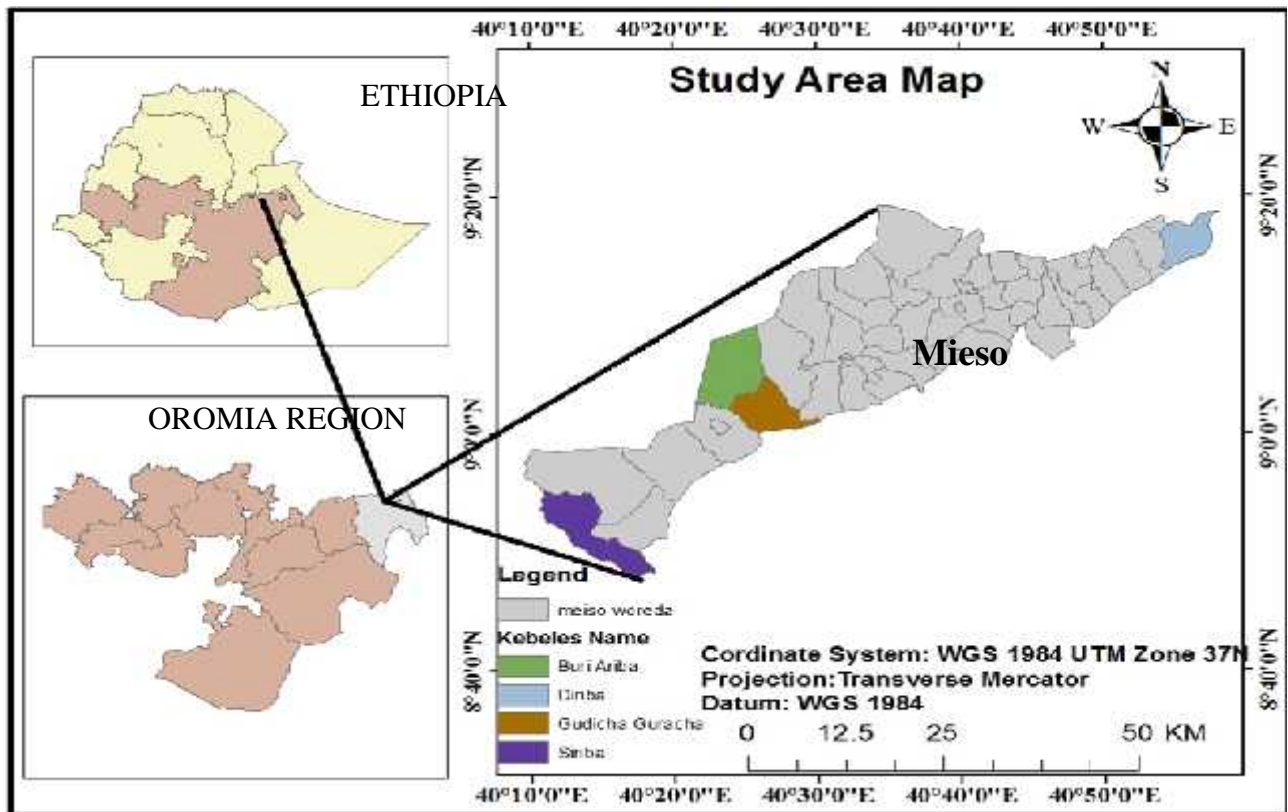 40°10'0"E 40°20'0"E 40°30'0"E 40°40'0"E 40°50'0"E
ETHIOPIA
Study Area Map
N
W E
S
9°20'0"N
9°20'0"N
Mieso
OROMIA REGION
9°0'0"N
9°0'0"N
Legend
meiso woreda
Kebeles Name
Buri Ariba
Gudicha Guracha
8°40'0"N
8°40'0"N
Cordinate System: WGS 1984 UTM Zone 37N
Projection: Transverse Mercator
Datum: WGS 1984
0 12.5 25 50 KM
40°10'0"E 40°20'0"E 40°30'0"E 40°40'0"E 40°50'0"E